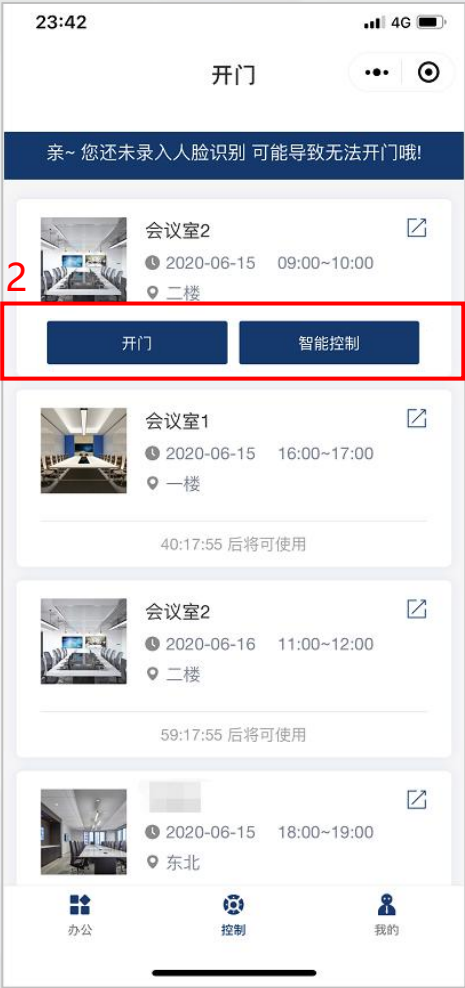 23:42
4G
开门
亲~ 您还未录入人脸识别 可能导致无法开门哦!
会议室2
2020-06-15 09:00~10:00
二楼
2
开门 智能控制
会议室1
2020-06-15 16:00~17:00
一楼
40:17:55 后将可使用
会议室2
2020-06-16 11:00~12:00
二楼
59:17:55 后将可使用
2020-06-15 18:00~19:00
东北
办公 控制 我的